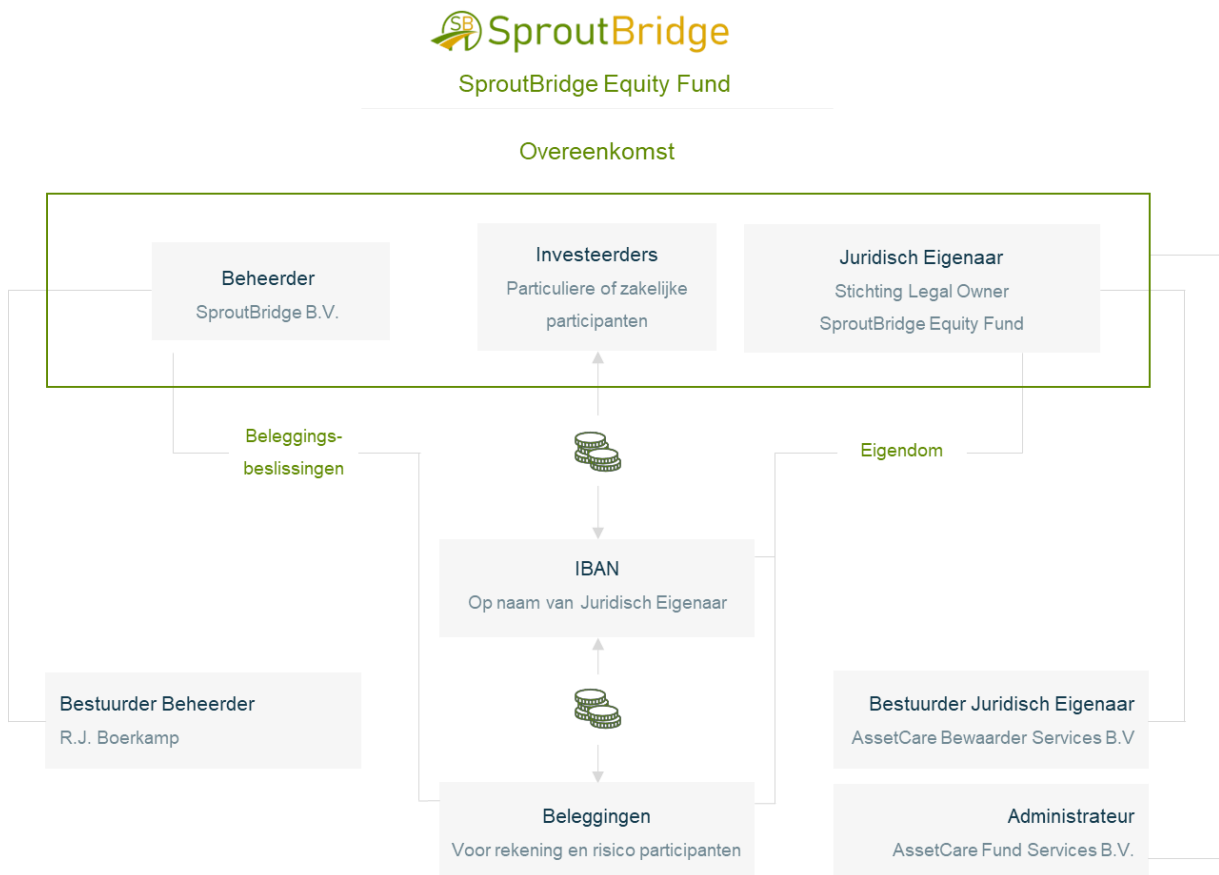 SB SproutBridge
SproutBridge Equity Fund
Overeenkomst
Beheerder
SproutBridge B.V.
Investeerders
Particuliere of zakelijke
participanten
Juridisch Eigenaar
Stichting Legal Owner
SproutBridge Equity Fund
Beleggings-
beslissingen
Eigendom
IBAN
Op naam van Juridisch Eigenaar
Bestuurder Beheerder
R.J. Boerkamp
Bestuurder Juridisch Eigenaar
AssetCare Bewaarder Services B.V
Beleggingen
Voor rekening en risico participanten
Administrateur
AssetCare Fund Services B.V.